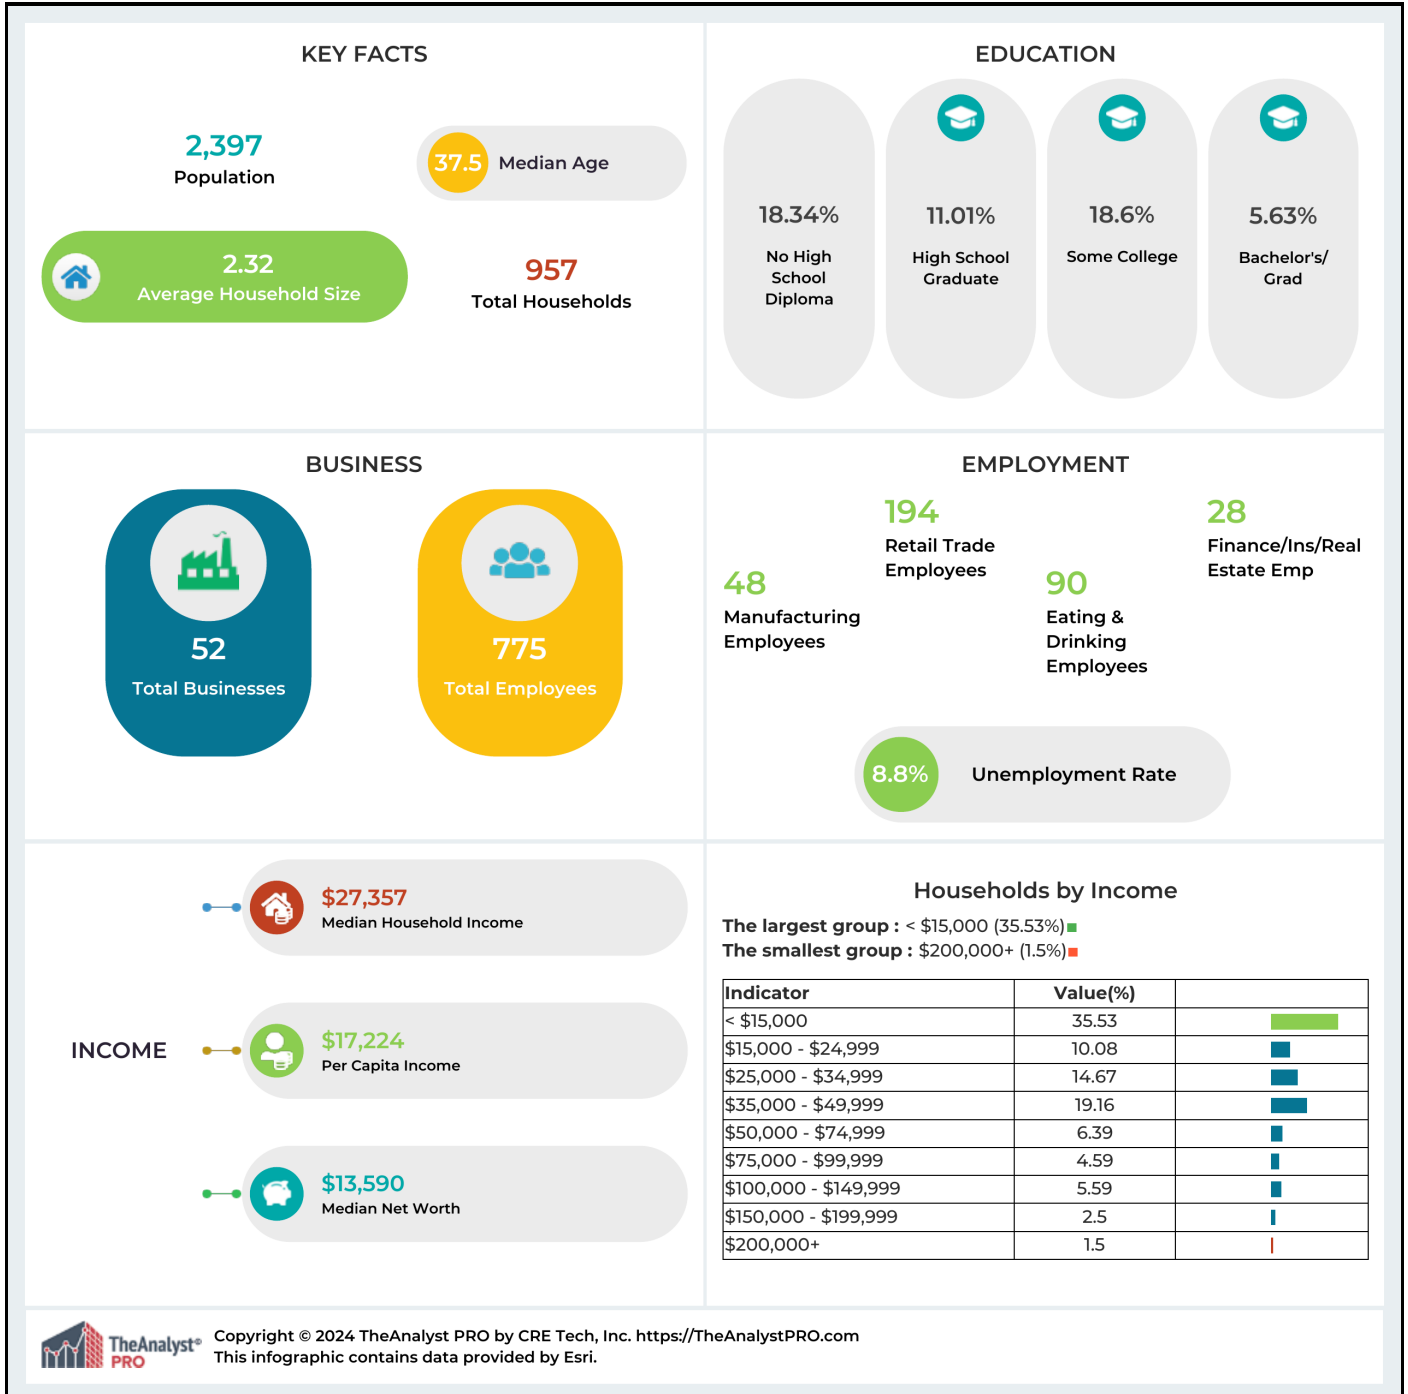 KEY FACTS
2,397
Population
37.5 Median Age
2.32
Average Household Size
957
Total Households
EDUCATION
18.34%
No High
School
Diploma
11.01%
High School
Graduate
18.6%
Some College
5.63%
Bachelor's/
Grad
BUSINESS
52
Total Businesses
775
Total Employees
EMPLOYMENT
48
Manufacturing
Employees
194
Retail Trade
Employees
90
Eating &
Drinking
Employees
28
Finance/Ins/Real
Estate Emp
8.8% Unemployment Rate
INCOME
$27,357
Median Household Income
$17,224
Per Capita Income
$13,590
Median Net Worth
Households by Income
The largest group : < $15,000 (35.53%)
The smallest group : $200,000+ (1.5%)
Indicator Value(%)
< $15,000 35.53
$15,000 - $24,999 10.08
$25,000 - $34,999 14.67
$35,000 - $49,999 19.16
$50,000 - $74,999 6.39
$75,000 - $99,999 4.59
$100,000 - $149,999 5.59
$150,000 - $199,999 2.5
$200,000+ 1.5
TheAnalyst®
PRO
Copyright © 2024 TheAnalyst PRO by CRE Tech, Inc. https://TheAnalystPRO.com
This infographic contains data provided by Esri.